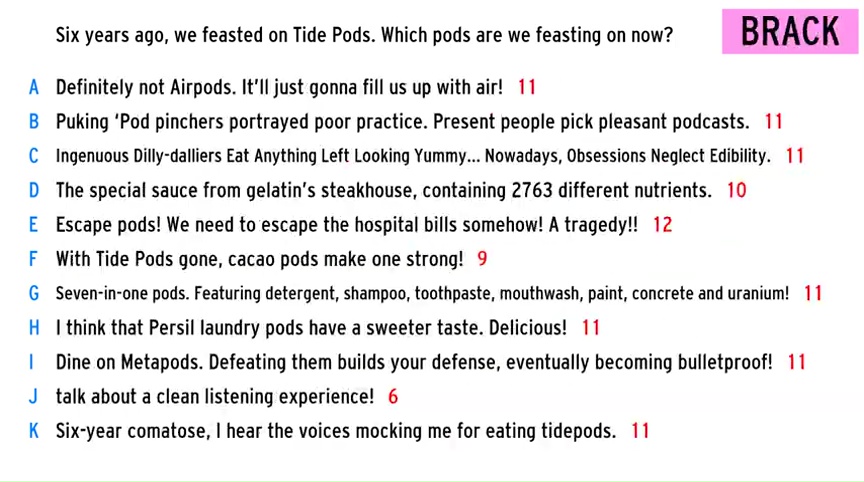 Six years ago, we feasted on Tide Pods. Which pods are we feasting on now?
BRACK
A Definitely not Airpods. It'll just gonna fill us up with air! 11
B Puking 'Pod pinchers portrayed poor practice. Present people pick pleasant podcasts. 11
C Ingenuous Dilly-dalliers Eat Anything Left Looking Yummy... Nowadays, Obsessions Neglect Edibility. 11
D The special sauce from gelatin's steakhouse, containing 2763 different nutrients. 10
E Escape pods! We need to escape the hospital bills somehow! A tragedy!! 12
F With Tide Pods gone, cacao pods make one strong! 9
G Seven-in-one pods. Featuring detergent, shampoo, toothpaste, mouthwash, paint, concrete and uranium! 11
H I think that Persil laundry pods have a sweeter taste. Delicious! 11
I Dine on Metapods. Defeating them builds your defense, eventually becoming bulletproof! 11
J talk about a clean listening experience! 6
K Six-year comatose, I hear the voices mocking me for eating tidepods. 11